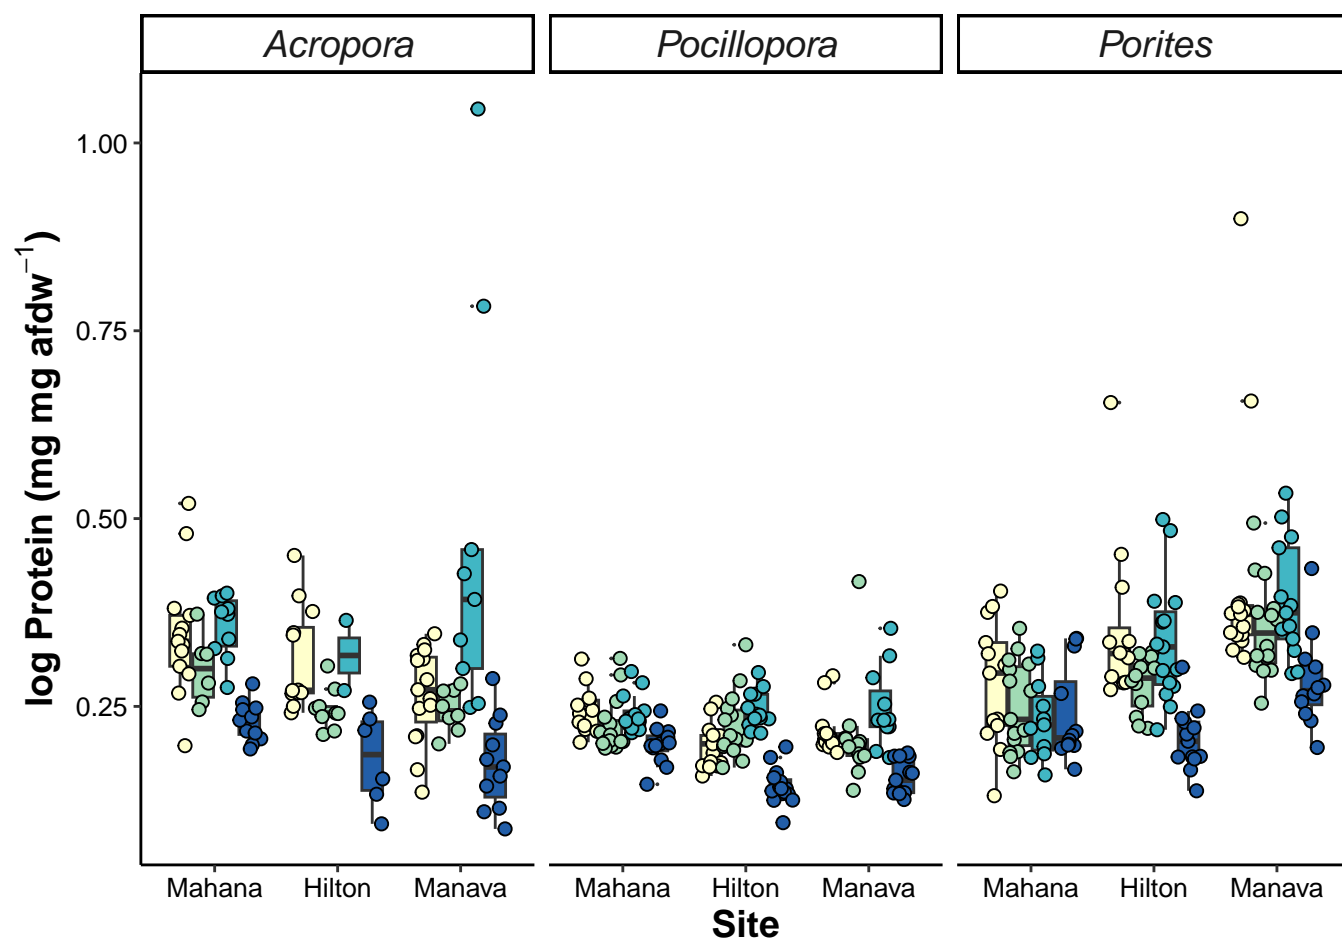 Acropora Pocillopora Porites
log Protein (mg mg afdw⁻¹)
1.00
0.75
0.50
0.25
Mahana Hilton Manava Mahana Hilton Manava Mahana Hilton Manava
Site